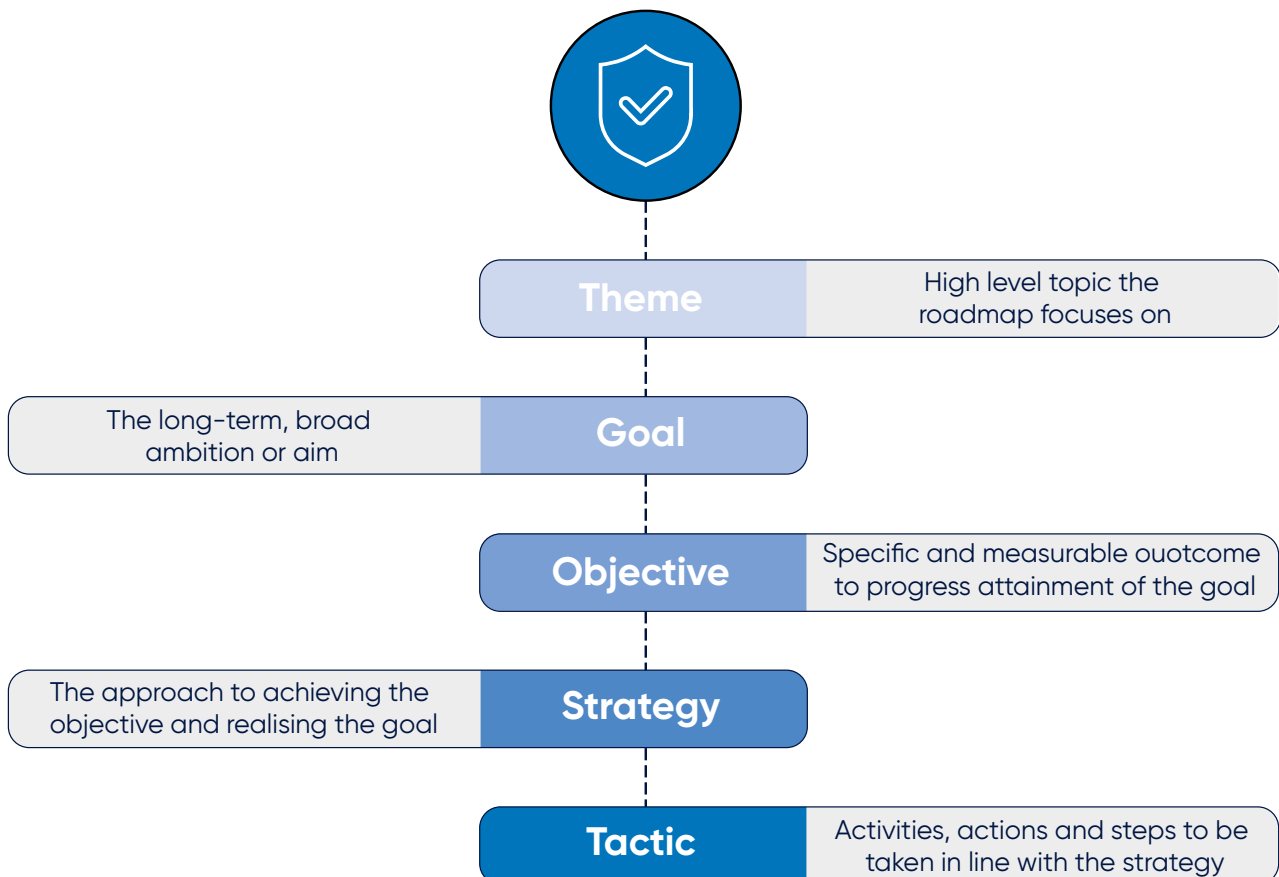 Theme
High level topic the
roadmap focuses on
The long-term, broad
ambition or aim
Goal
Objective
Specific and measurable ouotcome
to progress attainment of the goal
The approach to achieving the
objective and realising the goal
Strategy
Tactic
Activities, actions and steps to be
taken in line with the strategy